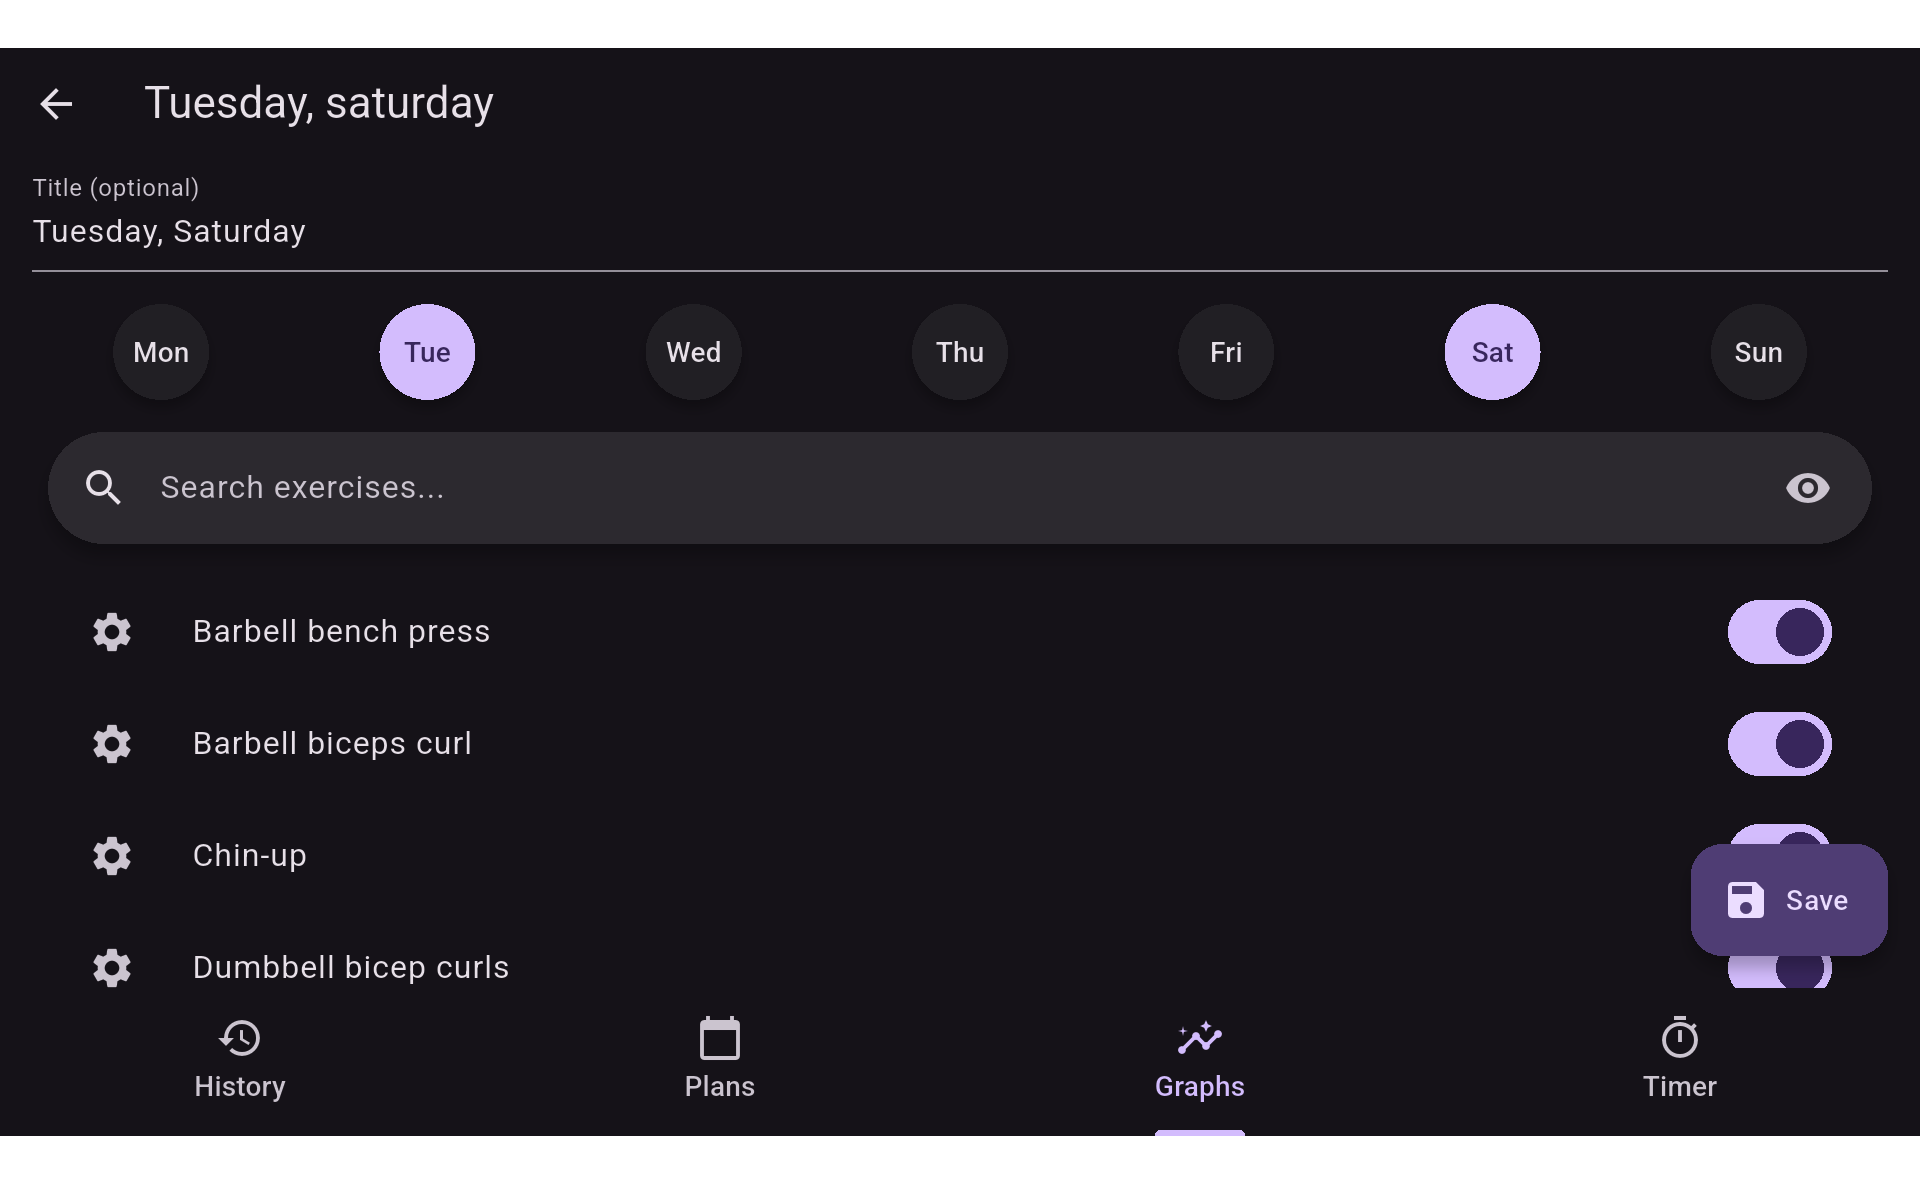 Tuesday, saturday
Title (optional)
Tuesday, Saturday
Mon Tue Wed Thu Fri Sat Sun
Search exercises...
Barbell bench press
Barbell biceps curl
Chin-up
Save
Dumbbell bicep curls
History Plans Graphs Timer